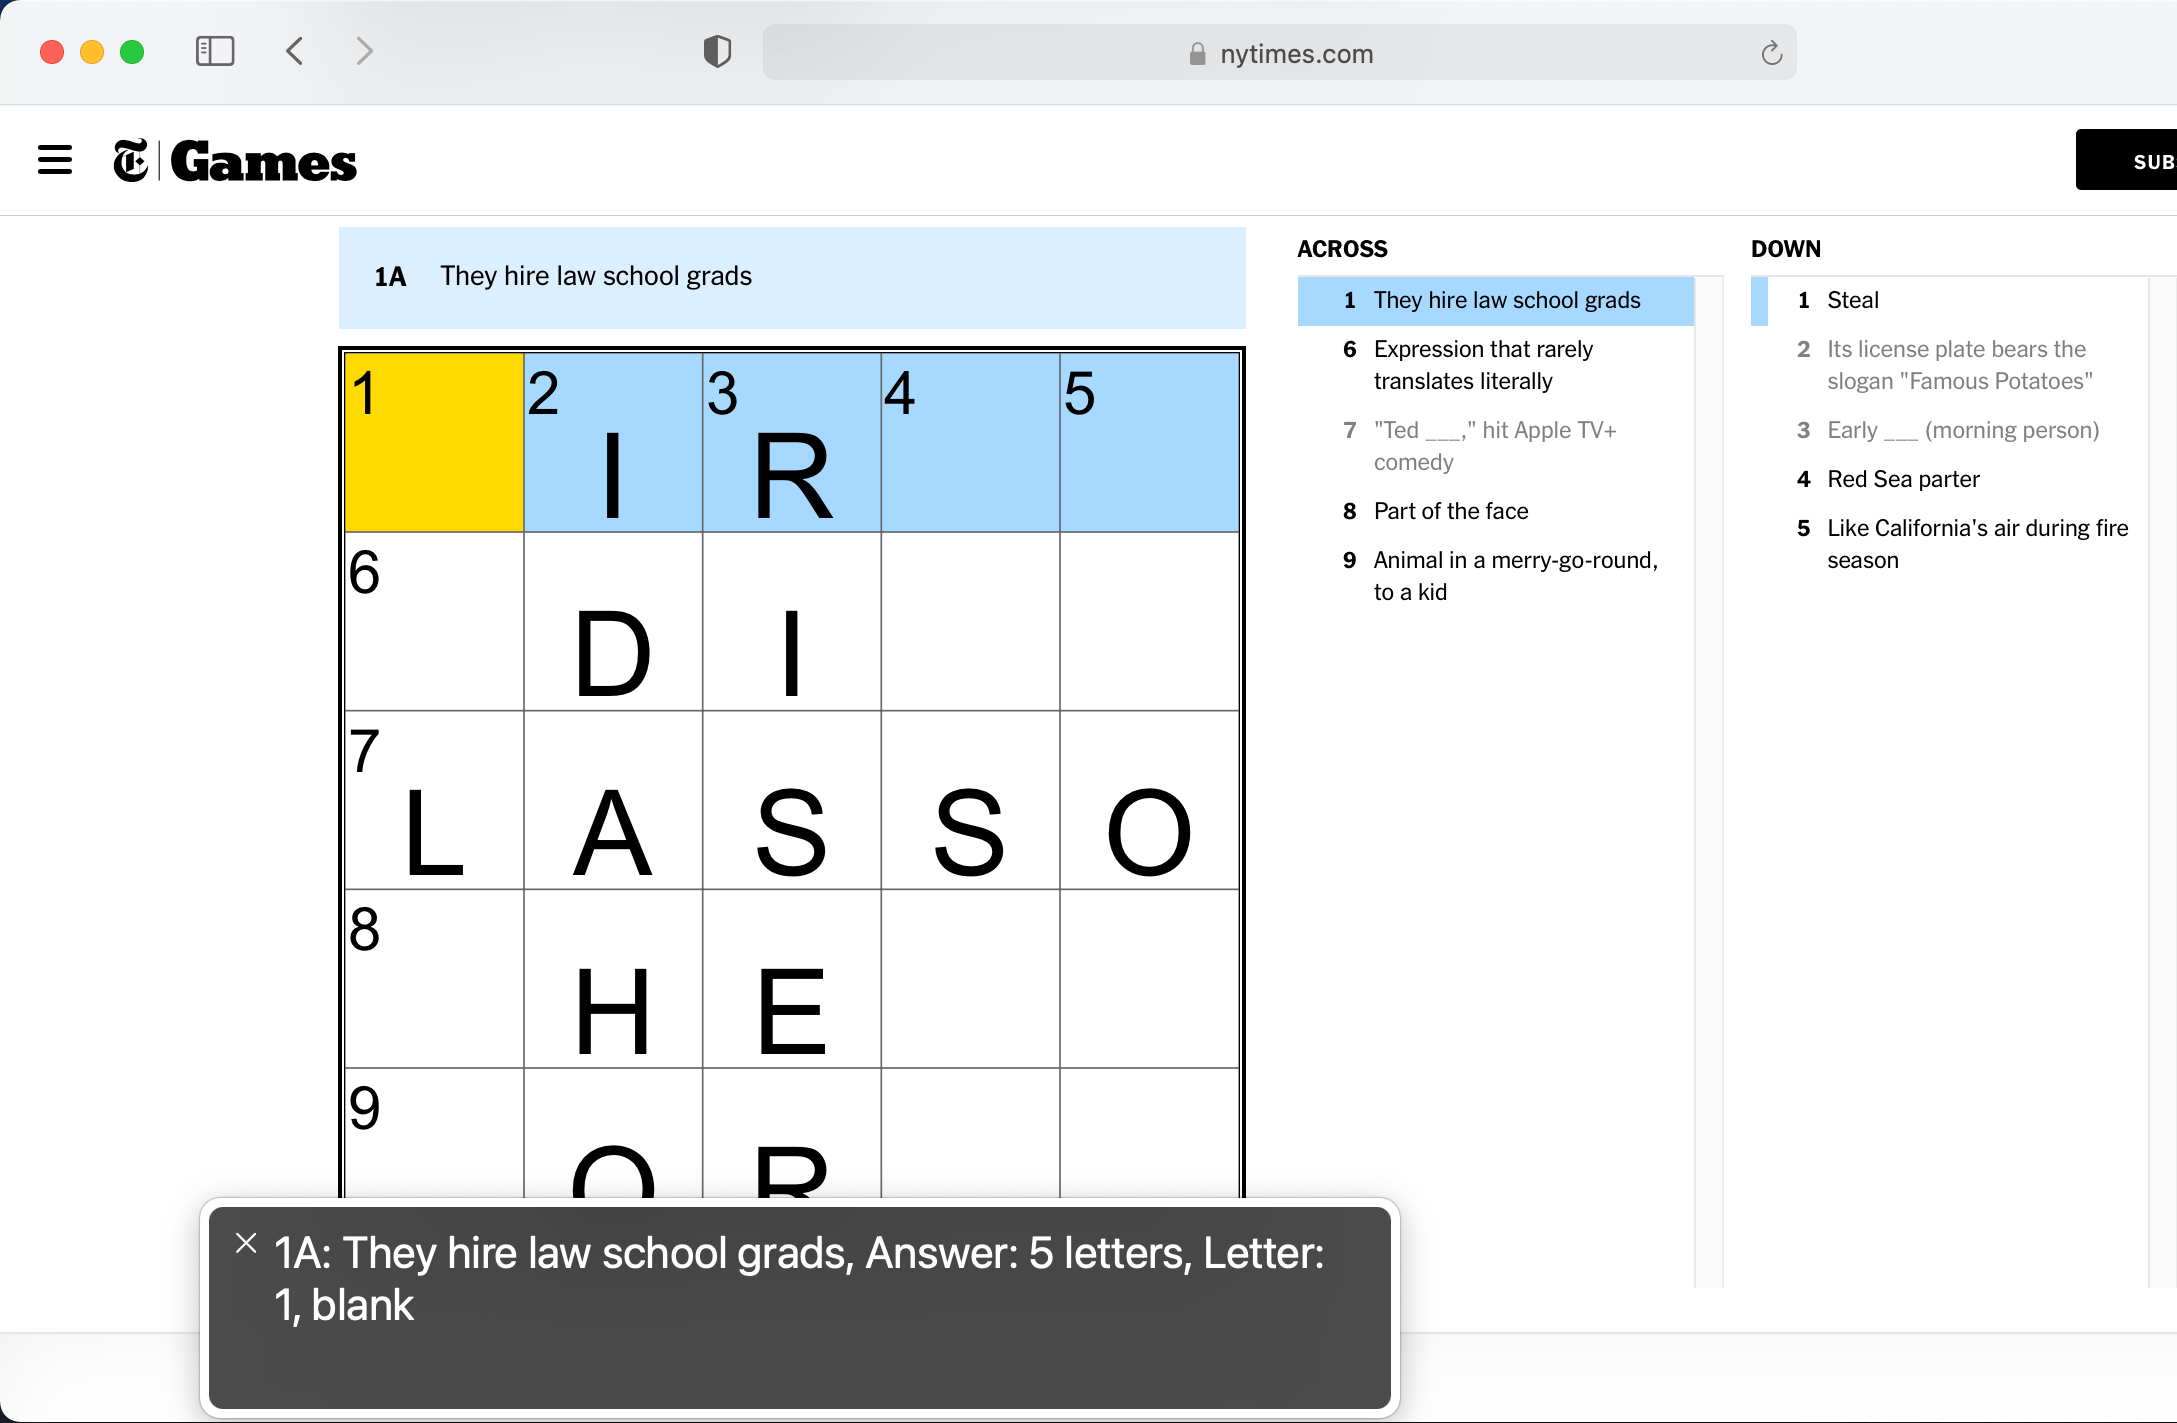 nytimes.com
T Games
SUB
1A They hire law school grads
1 2 3 4 5
I R
6
D I
7
L A S S O
8
H E
9
O R
ACROSS
1 They hire law school grads
6 Expression that rarely
translates literally
7 "Ted ___," hit Apple TV+
comedy
8 Part of the face
9 Animal in a merry-go-round,
to a kid
DOWN
1 Steal
2 Its license plate bears the
slogan "Famous Potatoes"
3 Early ___ (morning person)
4 Red Sea parter
5 Like California's air during fire
season
1A: They hire law school grads, Answer: 5 letters, Letter:
1, blank